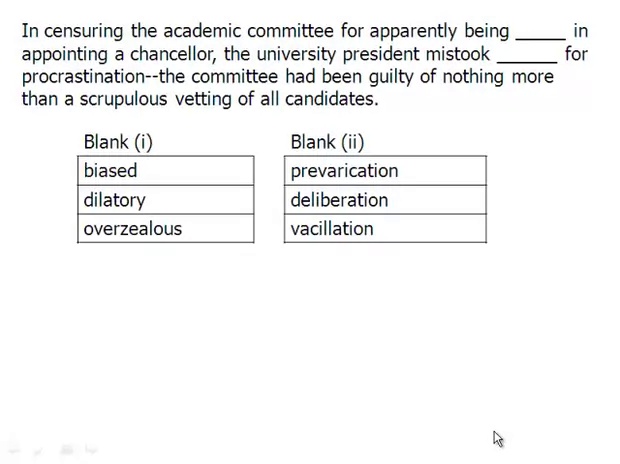 In censuring the academic committee for apparently being _____ in
appointing a chancellor, the university president mistook ______ for
procrastination--the committee had been guilty of nothing more
than a scrupulous vetting of all candidates.
Blank (i) Blank (ii)
biased prevarication
dilatory deliberation
overzealous vacillation